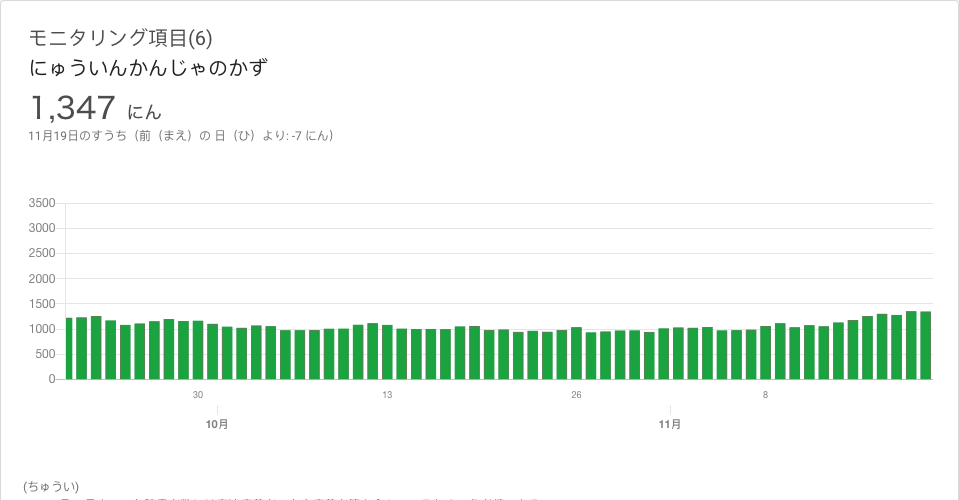 モニタリング項目(6)
にゅういんかんじゃのかず
1,347 にん
11月19日のすうち（前（まえ）の 日（ひ）より: -7 にん）
3500
3000
2500
2000
1500
1000
500
0
30 13 26 8
10月 11月
(ちゅうい)